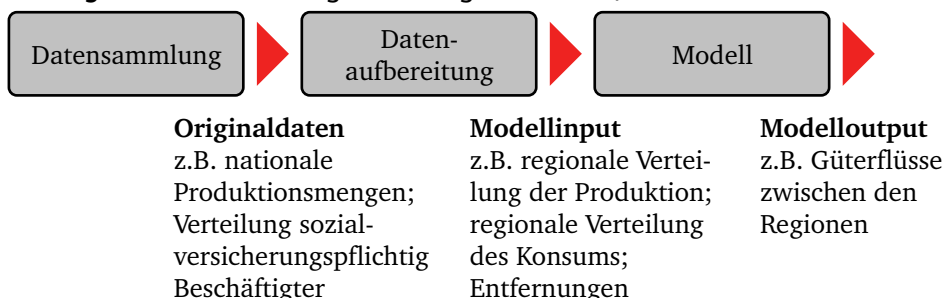 Datensammlung
Daten-
aufbereitung
Modell
Originaldaten
z.B. nationale
Produktionsmengen;
Verteilung sozial-
versicherungspflichtig
Beschäftigter
Modellinput
z.B. regionale Vertei-
lung der Produktion;
regionale Verteilung
des Konsums;
Entfernungen
Modelloutput
z.B. Güterflüsse
zwischen den
Regionen